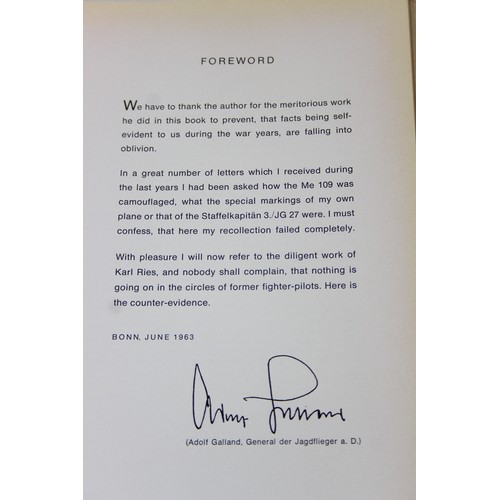 FOREWORD
We have to thank the author for the meritorious work
he did in this book to prevent, that facts being self-
evident to us during the war years, are falling into
oblivion.
In a great number of letters which I received during
the last years I had been asked how the Me 109 was
camouflaged, what the special markings of my own
plane or that of the Staffelkapitän 3./JG 27 were. I must
confess, that here my recollection failed completely.
With pleasure I will now refer to the diligent work of
Karl Ries, and nobody shall complain, that nothing is
going on in the circles of former fighter-pilots. Here is
the counter-evidence.
BONN, JUNE 1963
(Adolf Galland, General der Jagdflieger a. D.)